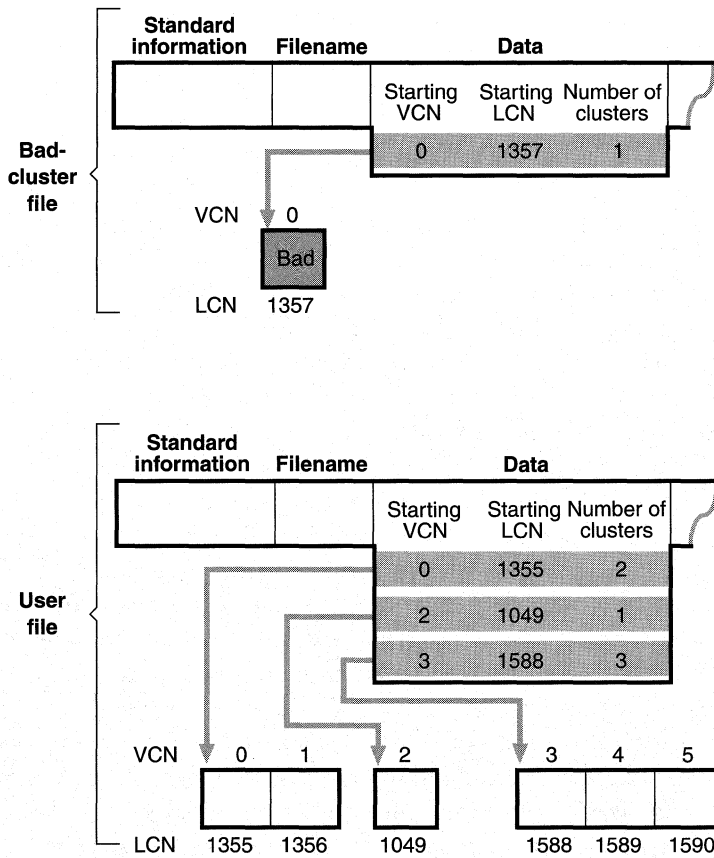 Standard information Filename Data
Starting VCN Starting LCN Number of clusters
0 1357 1
Bad-cluster file
VCN 0
Bad
LCN 1357
Standard information Filename Data
Starting VCN Starting LCN Number of clusters
0 1355 2
2 1049 1
3 1588 3
User file
VCN 0 1 2 3 4 5
LCN 1355 1356 1049 1588 1589 1590